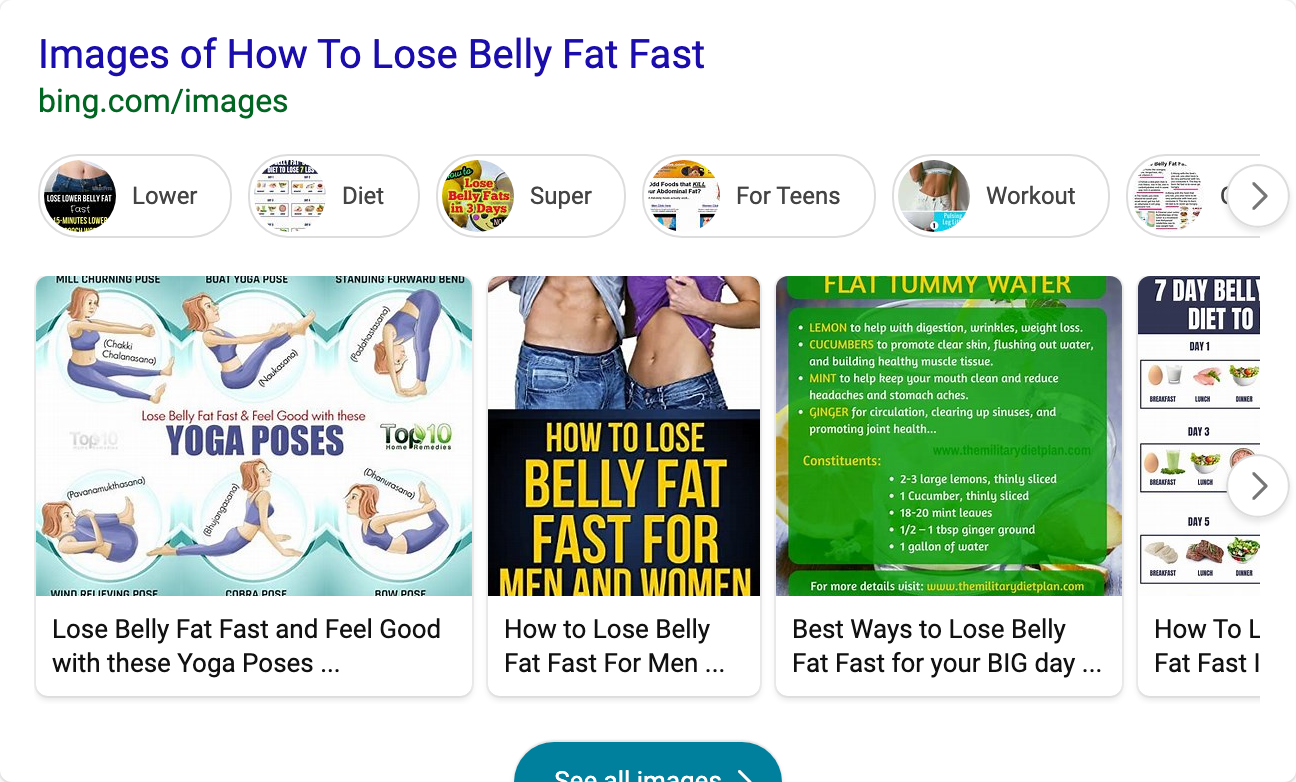 Images of How To Lose Belly Fat Fast
bing.com/images
LOSE LOWER BELLY FAT
Fast
15-MINUTES LOWER
Lower
DIET TO LOSE 7 LBS
Diet
How to
Lose
Belly Fats
in 3 Days
NO
Super
Odd Foods that KILL
our Abdominal Fat?
For Teens
1
Pulsing
Leg Lift
Workout
Belly Fa..
MILL CHURNING POSE
BOAT YOGA POSE
STANDING FORWARD BEND
(Chakki
Chalanasana)
(Naukasana)
(Padahastasana)
Lose Belly Fat Fast & Feel Good with these
YOGA POSES
Top10
Home Remedies
Top10
(Pavanamukthasana)
(Bhujangasana)
(Dhanurasana)
WIND RELIEVING POSE
COBRA POSE
BOW POSE
Lose Belly Fat Fast and Feel Good
with these Yoga Poses ...
HOW TO LOSE
BELLY FAT
FAST FOR
MEN AND WOMEN
How to Lose Belly
Fat Fast For Men ...
FLAT TUMMY WATER
• LEMON to help with digestion, wrinkles, weight loss.
• CUCUMBERS to promote clear skin, flushing out water,
and building healthy muscle tissue.
• MINT to help keep your mouth clean and reduce
headaches and stomach aches.
• GINGER for circulation, clearing up sinuses, and
promoting joint health...
www.themilitarydietplan.com
Constituents:
• 2-3 large lemons, thinly sliced
• 1 Cucumber, thinly sliced
• 18-20 mint leaves
• 1/2 – 1 tbsp ginger ground
• 1 gallon of water
For more details visit: www.themilitarydietplan.com
Best Ways to Lose Belly
Fat Fast for your BIG day ...
7 DAY BELLY
DIET TO
DAY 1
BREAKFAST LUNCH DINNER
DAY 3
BREAKFAST LUNCH
DAY 5
BREAKFAST LUNCH DINNER
How To L
Fat Fast I
See all images